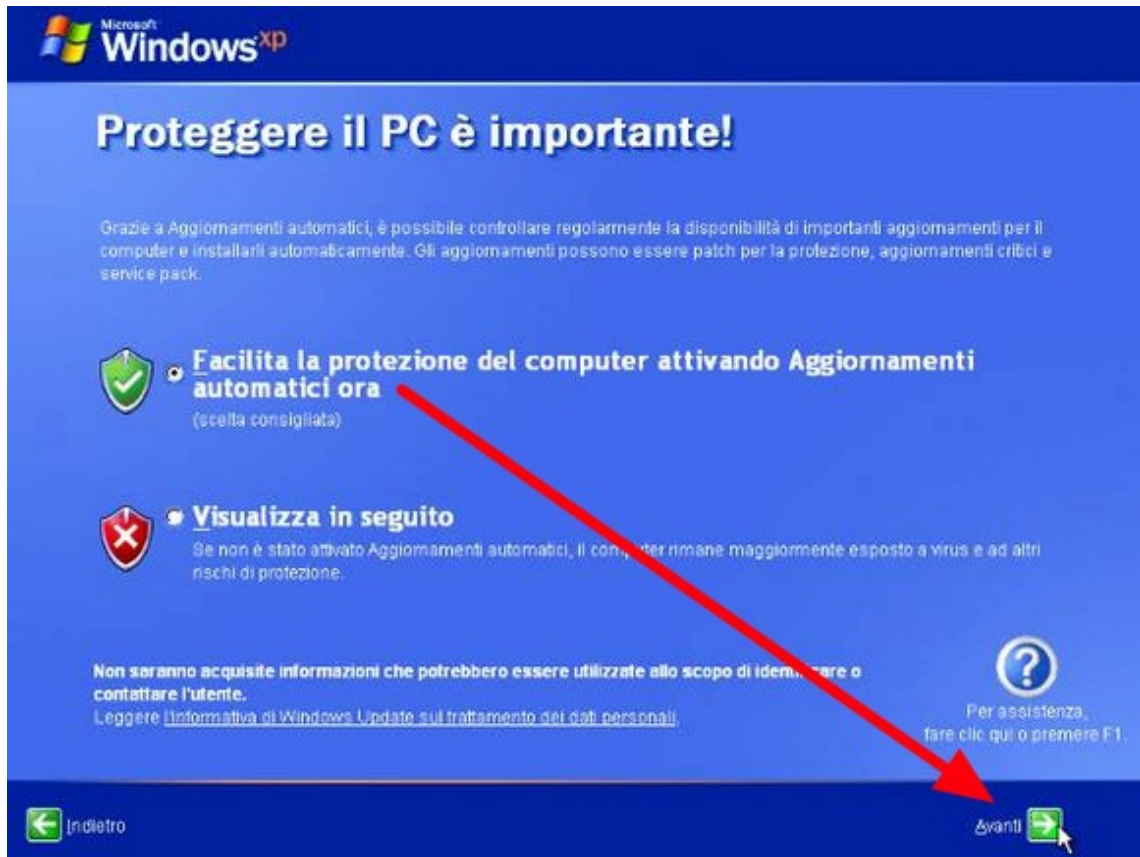 Microsoft
Windows xp
Proteggere il PC è importante!
Grazie a Aggiornamenti automatici, è possibile controllare regolarmente la disponibilità di importanti aggiornamenti per il
computer e installarli automaticamente. Gli aggiornamenti possono essere patch per la protezione, aggiornamenti critici e
service pack.
Facilita la protezione del computer attivando Aggiornamenti
automatici ora
(scelta consigliata)
Visualizza in seguito
Se non è stato attivato Aggiornamenti automatici, il computer rimane maggiormente esposto a virus e ad altri
rischi di protezione.
Non saranno acquisite informazioni che potrebbero essere utilizzate allo scopo di identificare o
contattare l'utente.
Leggere l'informativa di Windows Update sul trattamento dei dati personali.
Per assistenza,
fare clic qui o premere F1.
Indietro
Avanti